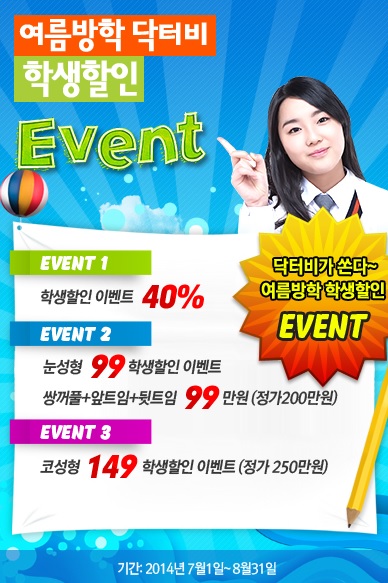 여름방학 닥터비
학생할인
Event
닥터비가 쏜다~
여름방학 학생할인
EVENT
EVENT 1
학생할인 이벤트 40%
EVENT 2
눈성형 99 학생할인 이벤트
쌍꺼풀+앞트임+뒷트임 99 만원 (정가200만원)
EVENT 3
코성형 149 학생할인 이벤트 (정가 250만원)
기간: 2014년 7월1일~ 8월31일